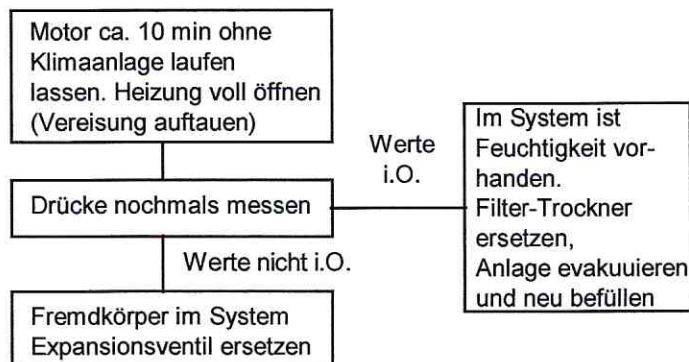 Motor ca. 10 min ohne
Klimaanlage laufen
lassen. Heizung voll öffnen
(Vereisung auftauen)
Drücke nochmals messen
Werte
i.O.
Im System ist
Feuchtigkeit vor-
handen.
Filter-Trockner
ersetzen,
Anlage evakuuieren
und neu befüllen
Werte nicht i.O.
Fremdkörper im System
Expansionsventil ersetzen